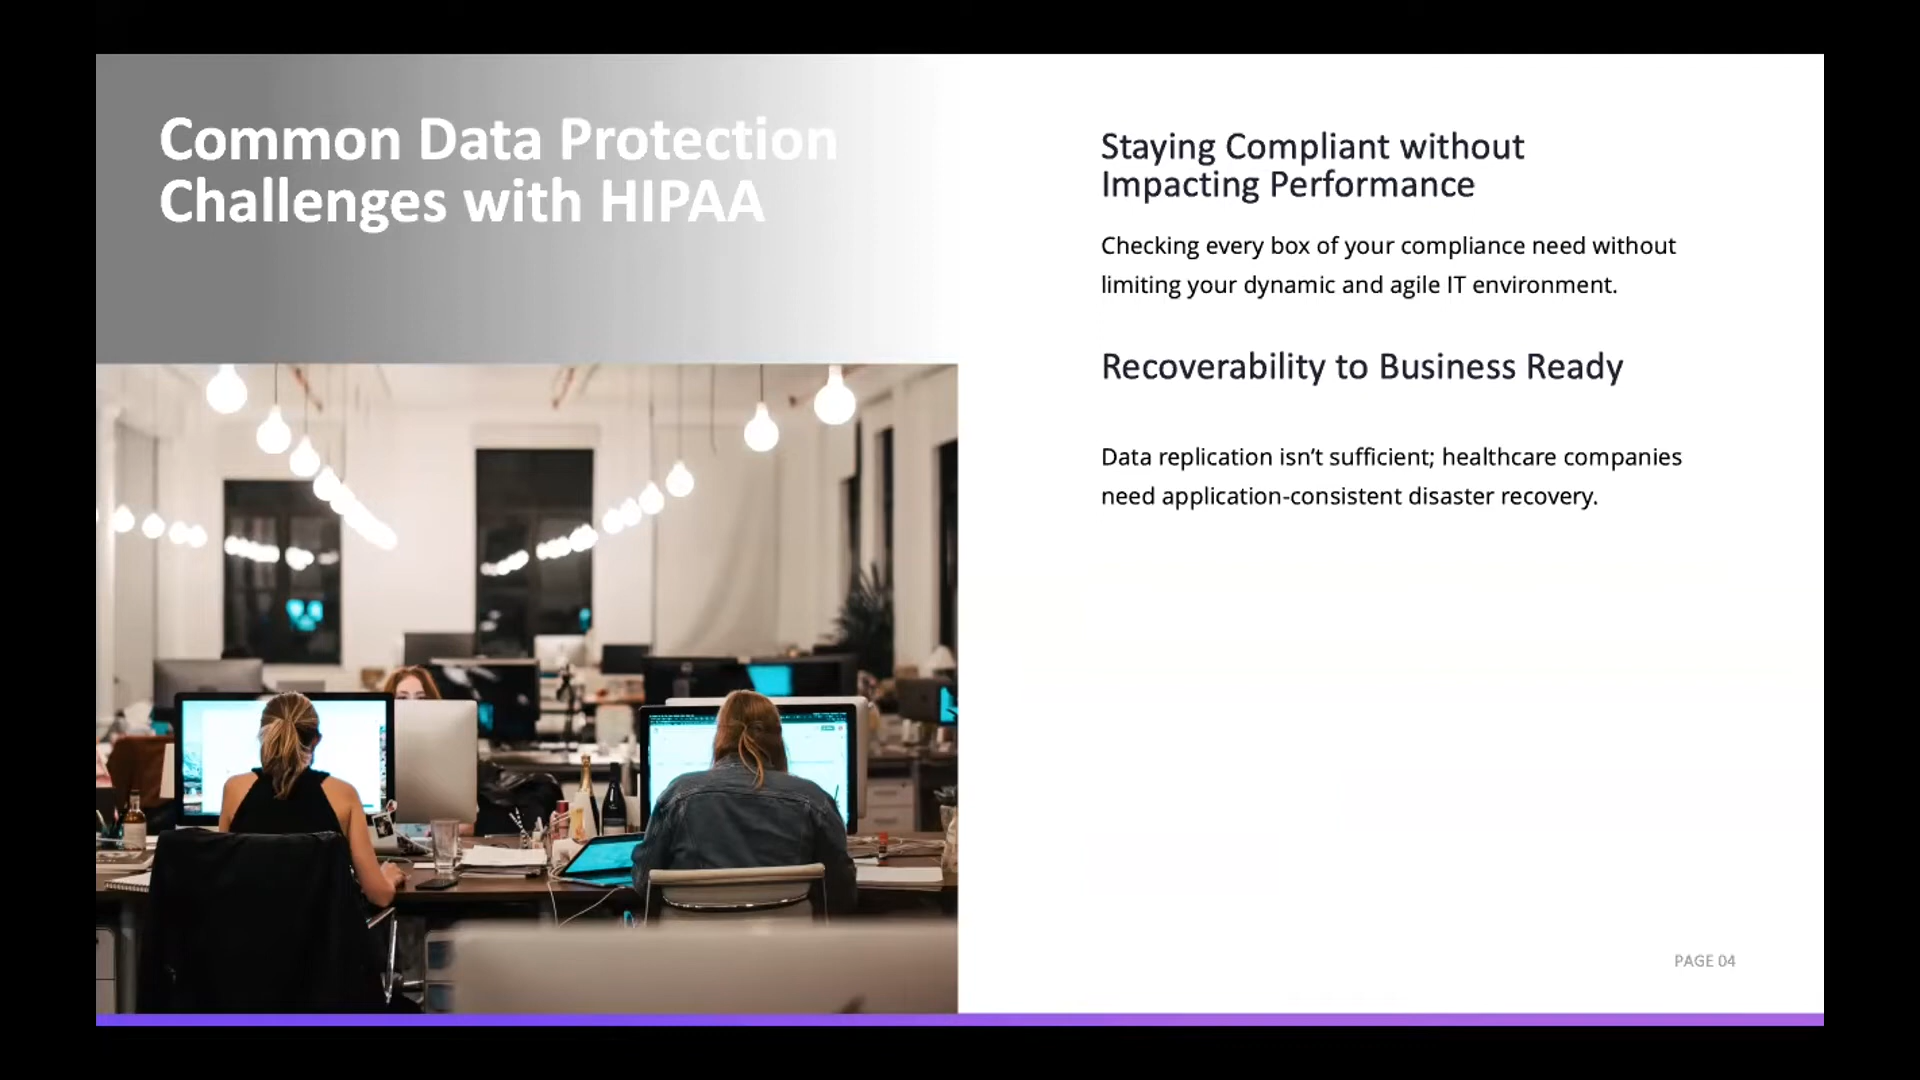 Common Data Protection
Challenges with HIPAA
Staying Compliant without
Impacting Performance
Checking every box of your compliance need without
limiting your dynamic and agile IT environment.
Recoverability to Business Ready
Data replication isn’t sufficient; healthcare companies
need application-consistent disaster recovery.
PAGE 04